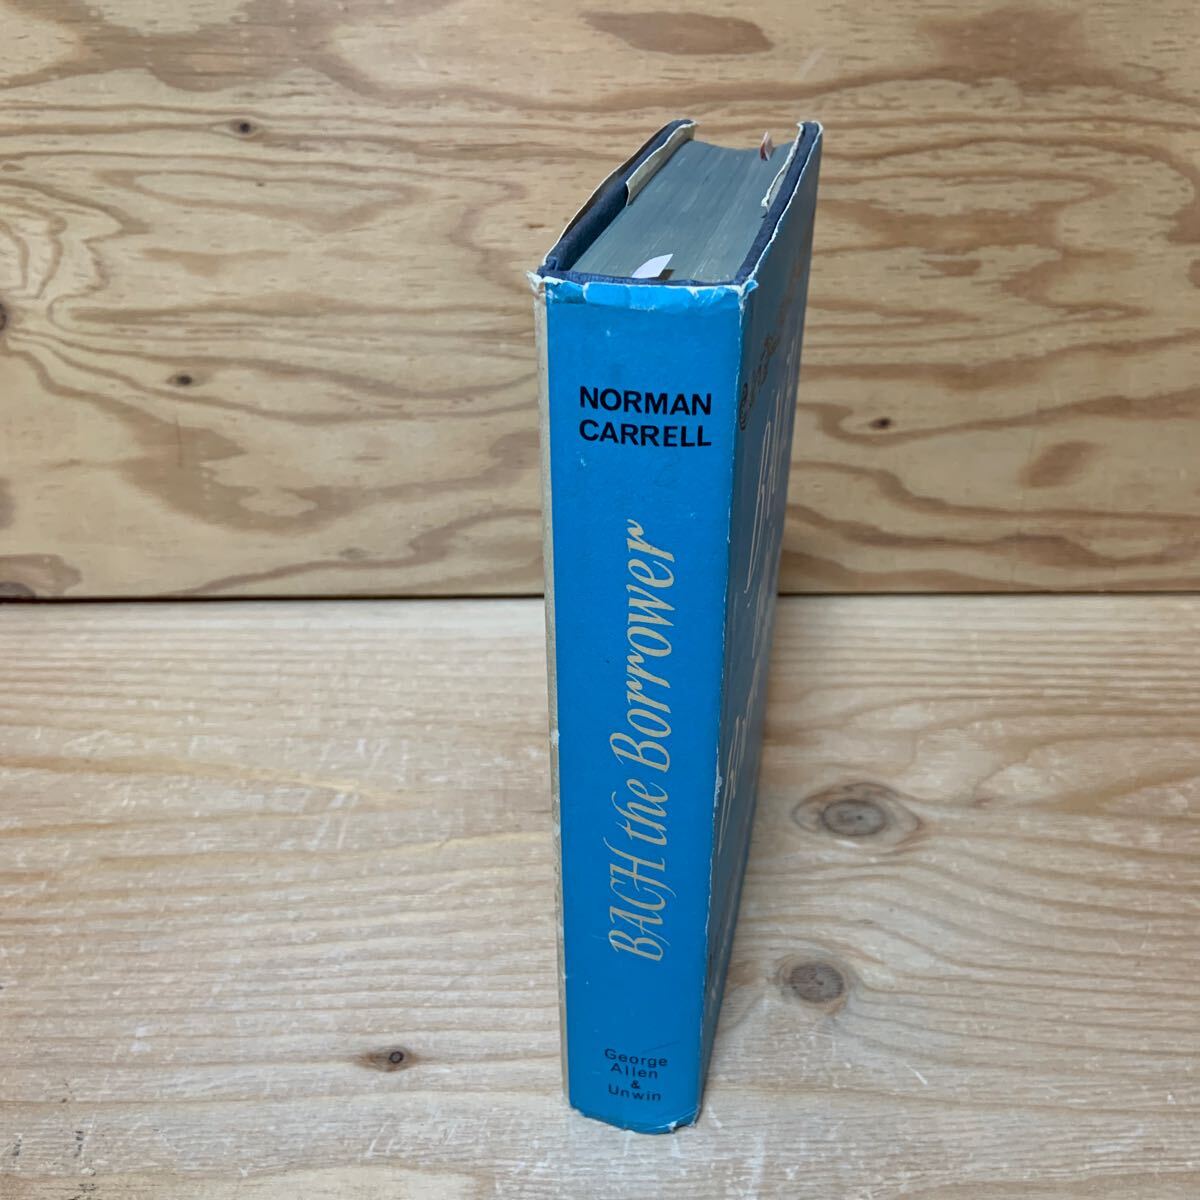 NORMAN
CARRELL
BACH the Borrower
George
Allen
&
Unwin